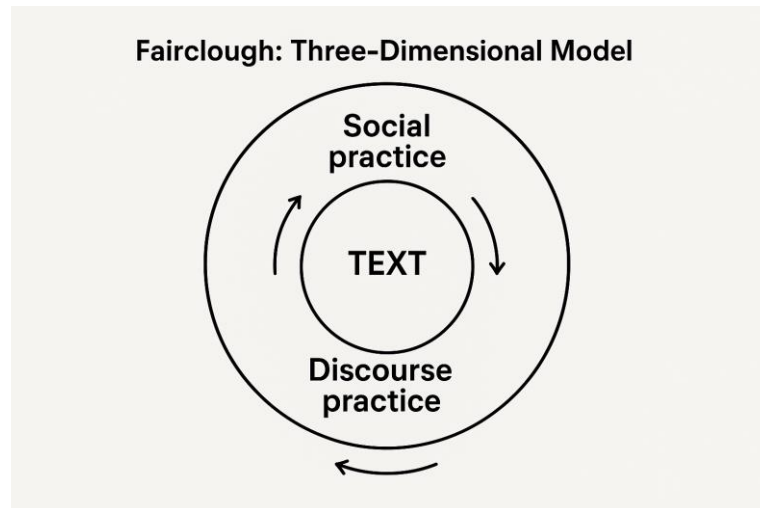 Fairclough: Three-Dimensional Model
Social
practice
TEXT
Discourse
practice